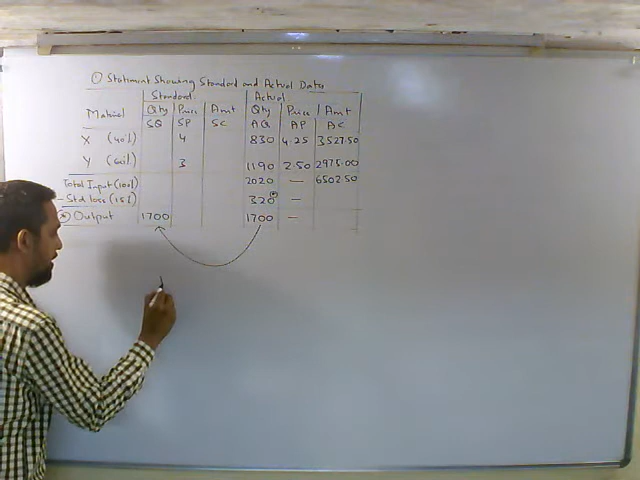 ① Statement Showing Standard and Actual Data
Standard Actual
Material Qty Price Amt Qty Price Amt
SQ SP SC AQ AP AC
X (40%) 4 830 4.25 3527.50
Y (60%) 3 1190 2.50 2975.00
Total Input (100%) 2020 — 6502.50
- Std loss (15%) 320 —
Output 1700 1700 —